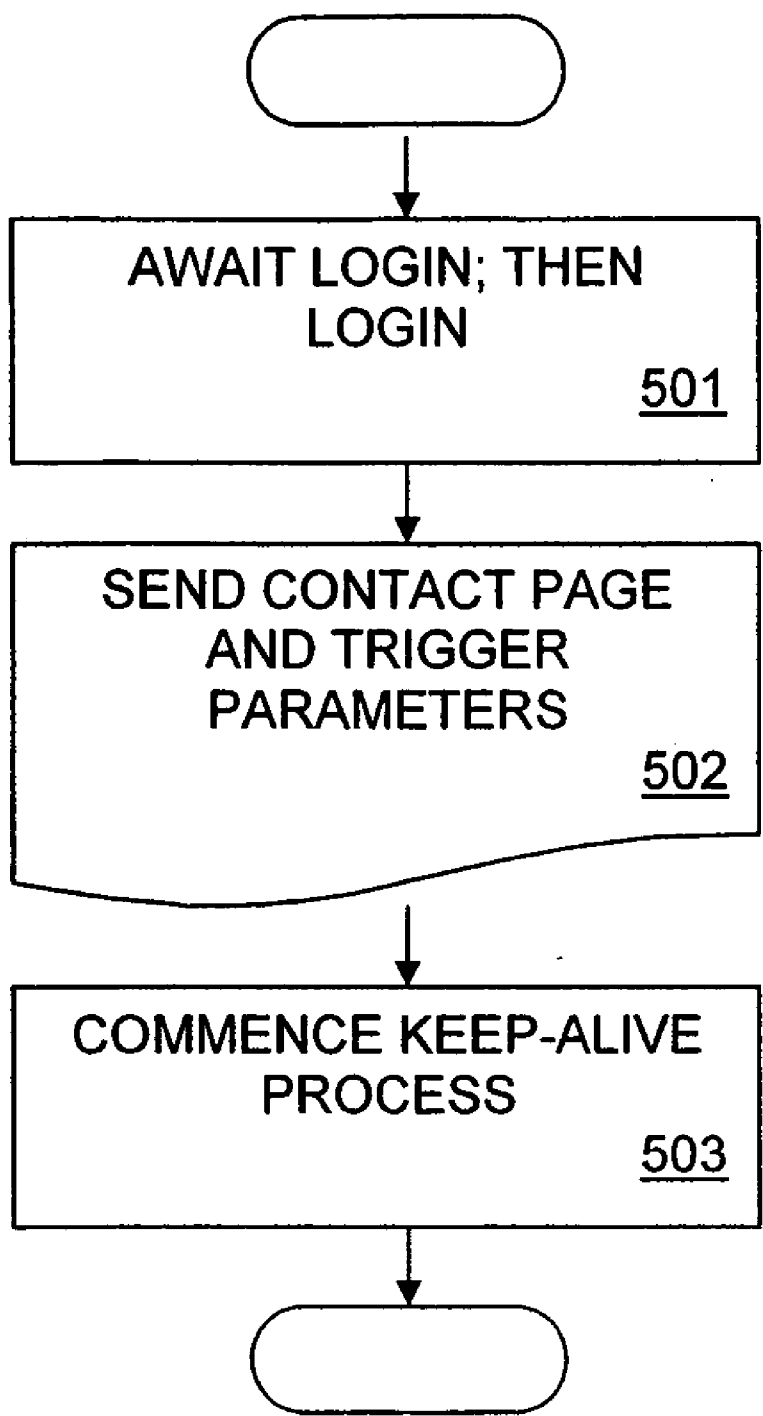 AWAIT LOGIN; THEN
LOGIN
501
SEND CONTACT PAGE
AND TRIGGER
PARAMETERS
502
COMMENCE KEEP-ALIVE
PROCESS
503